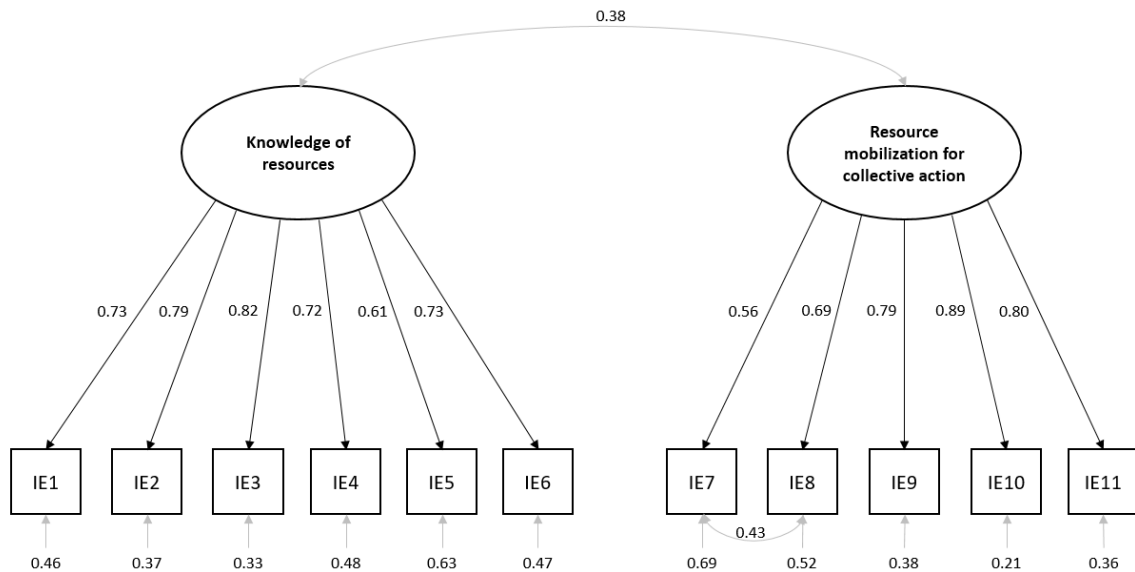 0.38
Knowledge of
resources
Resource
mobilization for
collective action
0.73 0.79 0.82 0.72 0.61 0.73 0.56 0.69 0.79 0.89 0.80
IE1 IE2 IE3 IE4 IE5 IE6 IE7 IE8 IE9 IE10 IE11
0.43
0.46 0.37 0.33 0.48 0.63 0.47 0.69 0.52 0.38 0.21 0.36